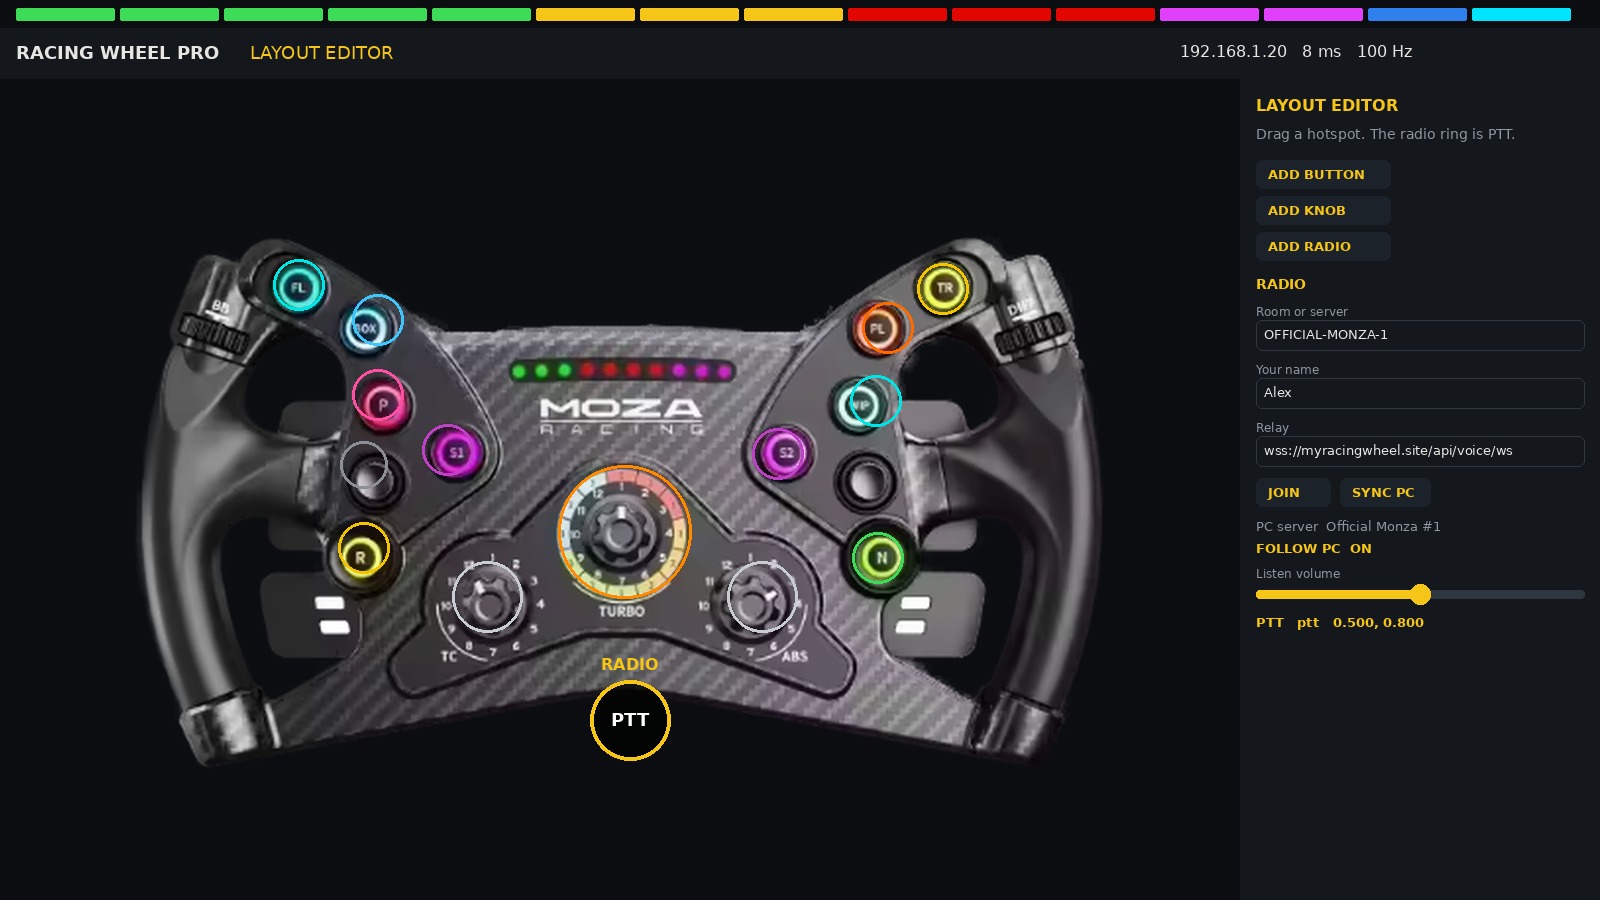 RACING WHEEL PRO LAYOUT EDITOR 192.168.1.20 8 ms 100 Hz
LAYOUT EDITOR
Drag a hotspot. The radio ring is PTT.
ADD BUTTON
ADD KNOB
ADD RADIO
RADIO
Room or server
OFFICIAL-MONZA-1
Your name
Alex
Relay
wss://myracingwheel.site/api/voice/ws
JOIN SYNC PC
PC server Official Monza #1
FOLLOW PC ON
Listen volume
PTT ptt 0.500, 0.800
FL
TR
BB
BOX
PL
P
MOZA
RACING
S1
S2
R
N
TURBO
TC
ABS
RADIO
PTT